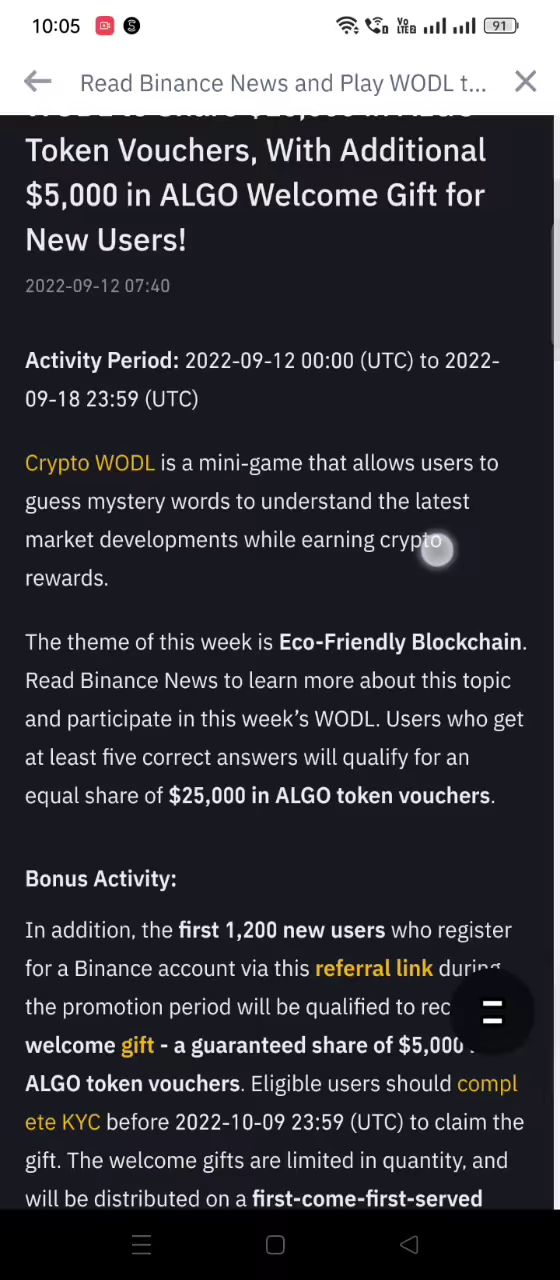 10:05
Vo
LTE2
91
Read Binance News and Play WODL t...
Token Vouchers, With Additional
$5,000 in ALGO Welcome Gift for
New Users!
2022-09-12 07:40
Activity Period: 2022-09-12 00:00 (UTC) to 2022-
09-18 23:59 (UTC)
Crypto WODL is a mini-game that allows users to
guess mystery words to understand the latest
market developments while earning crypto
rewards.
The theme of this week is Eco-Friendly Blockchain.
Read Binance News to learn more about this topic
and participate in this week’s WODL. Users who get
at least five correct answers will qualify for an
equal share of $25,000 in ALGO token vouchers.
Bonus Activity:
In addition, the first 1,200 new users who register
for a Binance account via this referral link during
the promotion period will be qualified to rec
welcome gift - a guaranteed share of $5,000
ALGO token vouchers. Eligible users should compl
ete KYC before 2022-10-09 23:59 (UTC) to claim the
gift. The welcome gifts are limited in quantity, and
will be distributed on a first-come-first-served